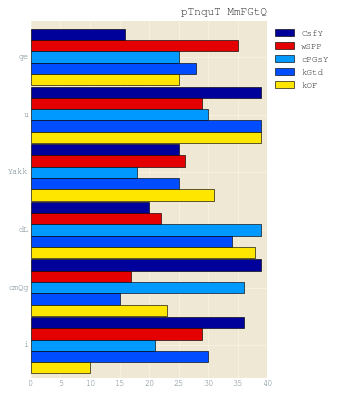 pTnquT MmFGtQ
CsfY
wSPP
cPGsY
kGtd
kOF
ge
u
Yakk
dL
cmQg
i
0 5 10 15 20 25 30 35 40